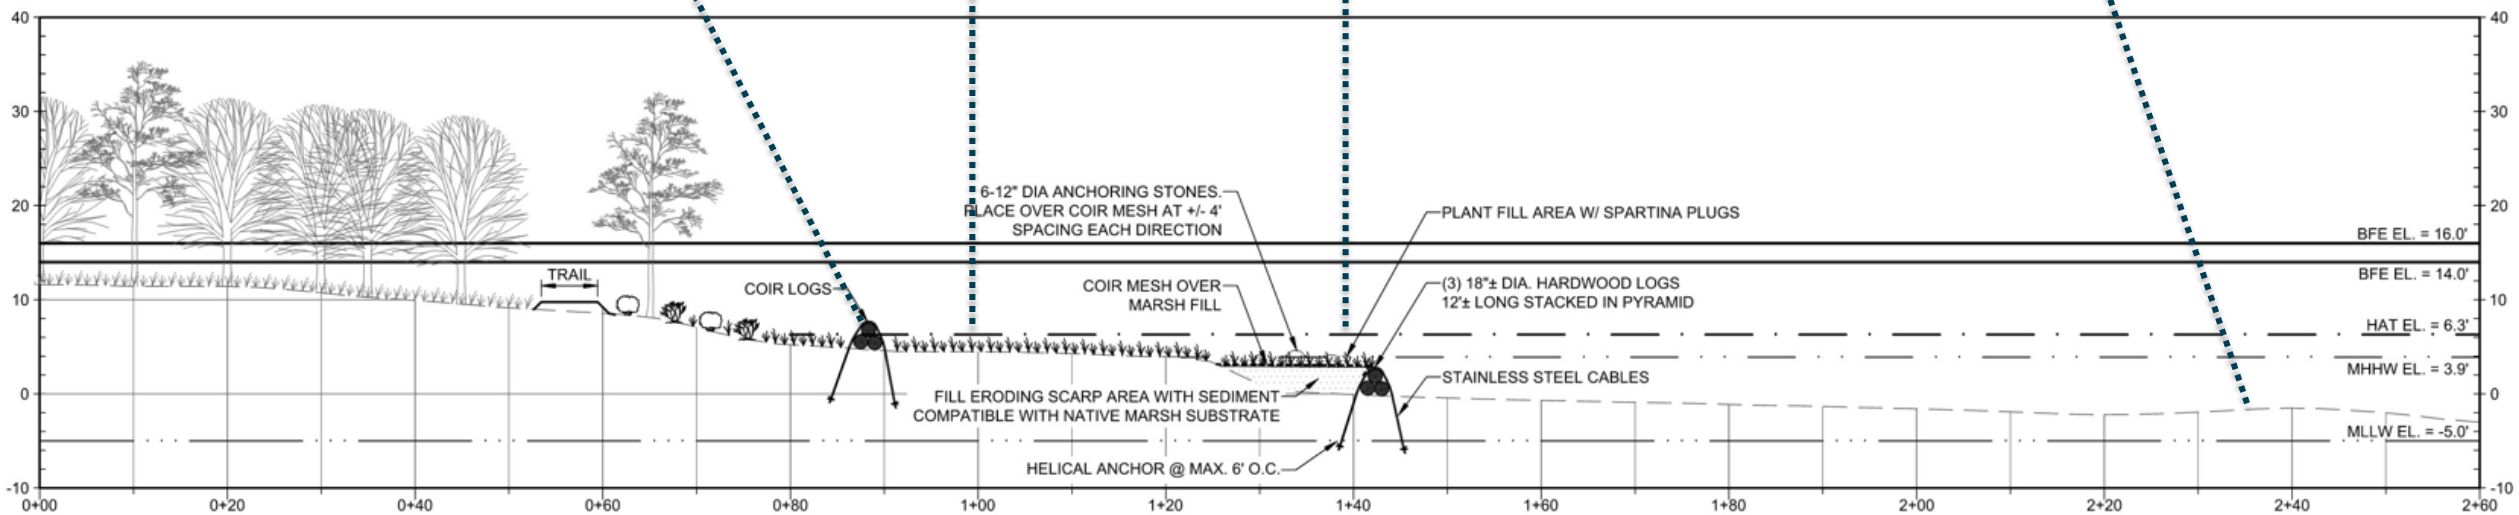 40
40
30
30
6-12" DIA ANCHORING STONES.
PLACE OVER COIR MESH AT +/- 4'
SPACING EACH DIRECTION
20
20
PLANT FILL AREA W/ SPARTINA PLUGS
BFE EL. = 16.0'
BFE EL. = 14.0'
TRAIL
COIR LOGS
COIR MESH OVER
MARSH FILL
(3) 18"± DIA. HARDWOOD LOGS
12'± LONG STACKED IN PYRAMID
10
10
HAT EL. = 6.3'
MHHW EL. = 3.9'
STAINLESS STEEL CABLES
0
0
FILL ERODING SCARP AREA WITH SEDIMENT
COMPATIBLE WITH NATIVE MARSH SUBSTRATE
MLLW EL. = -5.0'
HELICAL ANCHOR @ MAX. 6' O.C.
-10
-10
0+00 0+20 0+40 0+60 0+80 1+00 1+20 1+40 1+60 1+80 2+00 2+20 2+40 2+60